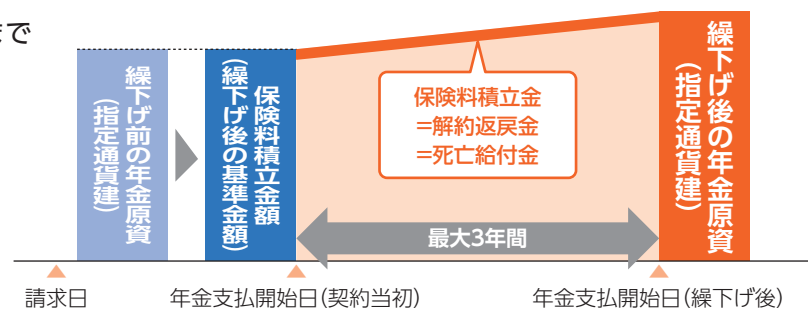 まで
繰下げ前の年金原資
(指定通貨建)
保険料積立金額
(繰下げ後の基準金額)
保険料積立金
=解約返戻金
=死亡給付金
繰下げ後の年金原資
(指定通貨建)
最大3年間
請求日
年金支払開始日(契約当初)
年金支払開始日(繰下げ後)